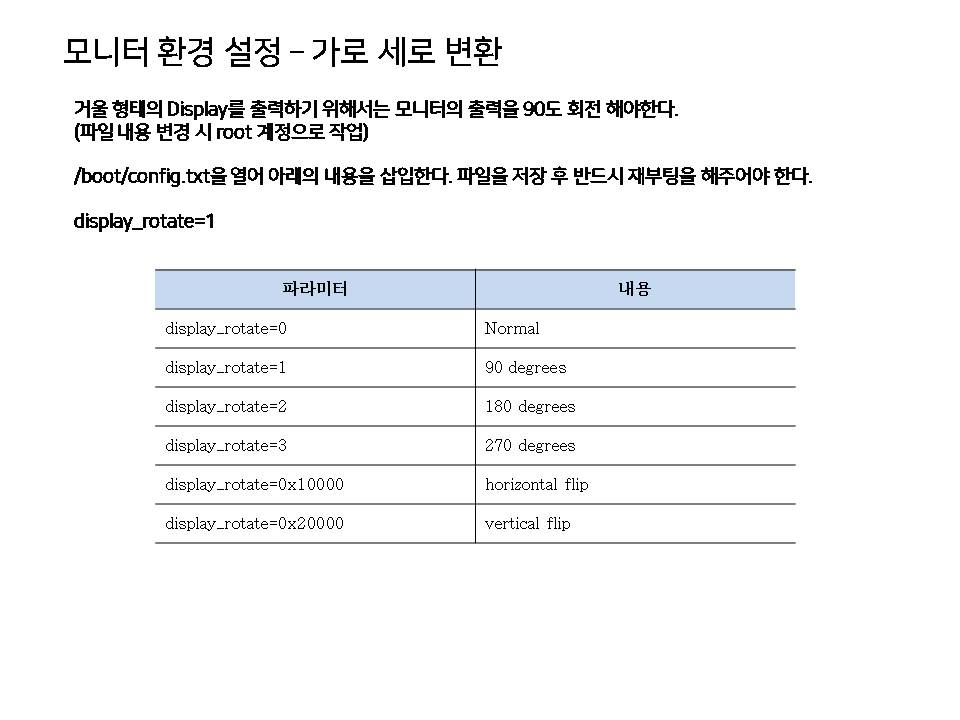 모니터 환경 설정 – 가로 세로 변환
거울 형태의 Display를 출력하기 위해서는 모니터의 출력을 90도 회전 해야한다.
(파일 내용 변경 시 root 계정으로 작업)
/boot/config.txt을 열어 아래의 내용을 삽입한다. 파일을 저장 후 반드시 재부팅을 해주어야 한다.
display_rotate=1
파라미터 내용
display_rotate=0 Normal
display_rotate=1 90 degrees
display_rotate=2 180 degrees
display_rotate=3 270 degrees
display_rotate=0x10000 horizontal flip
display_rotate=0x20000 vertical flip